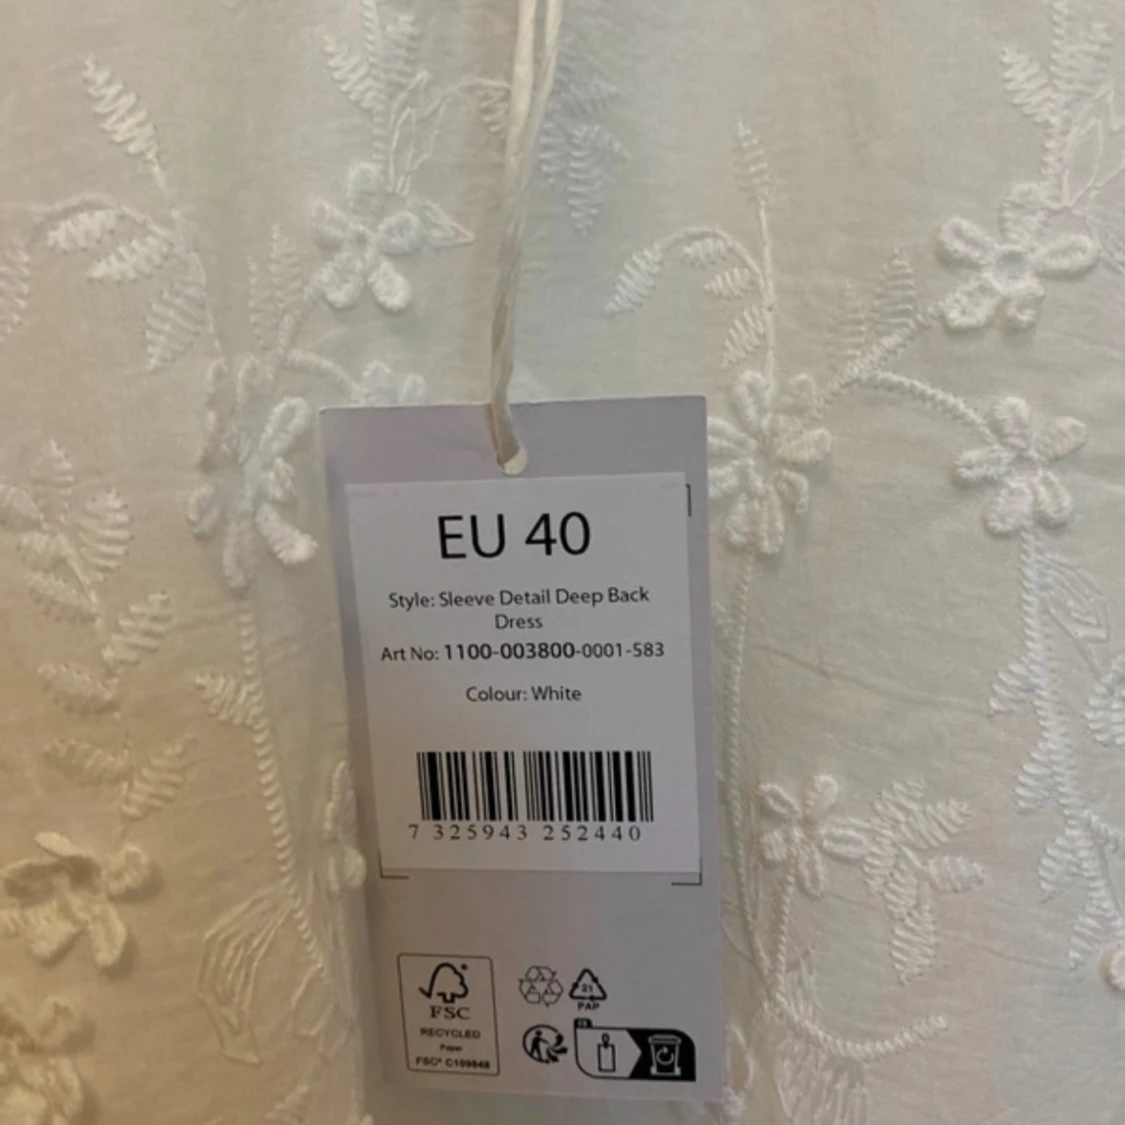 EU 40
Style: Sleeve Detail Deep Back
Dress
Art No: 1100-003800-0001-583
Colour: White
7 325943 252440
FSC
RECYCLED
Paper
FSC® C109848
21
PAP
FR